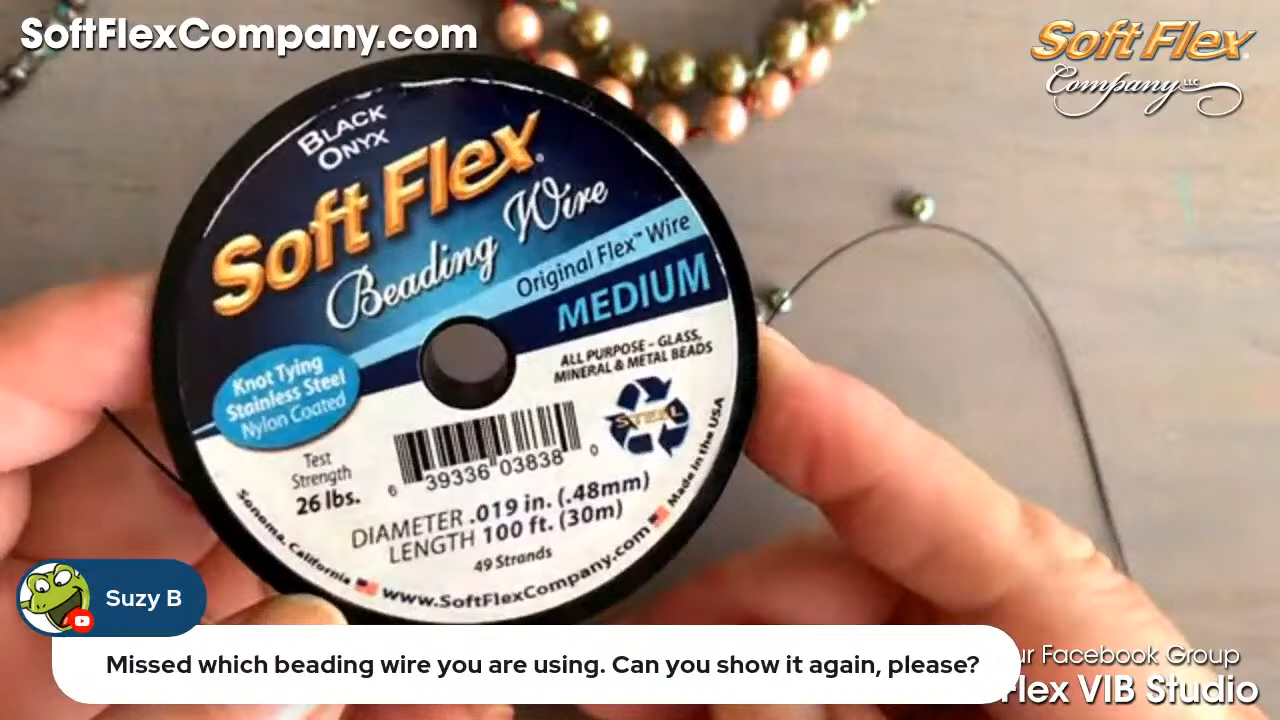 SoftFlexCompany.com
Soft Flex
Company LLC
BLACK
ONYX
Soft Flex
Beading Wire
Original Flex™ Wire
MEDIUM
ALL PURPOSE - GLASS,
MINERAL & METAL BEADS
Knot Tying
Stainless Steel
Nylon Coated
STEEL
Test
Strength
26 lbs.
6 39336 03838 0
DIAMETER .019 in. (.48mm)
LENGTH 100 ft. (30m)
49 Strands
Sonoma, California
www.SoftFlexCompany.com
Made in the USA
Suzy B
Missed which beading wire you are using. Can you show it again, please?
Facebook Group
Flex VIB Studio